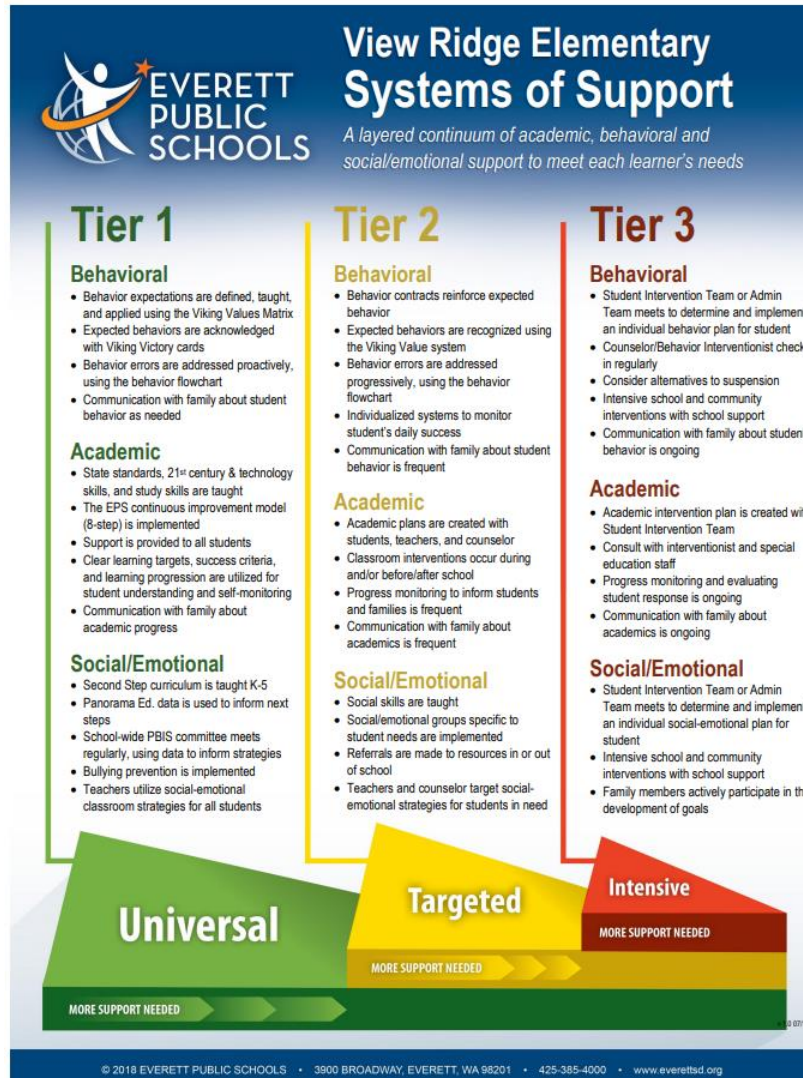 EVERETT
PUBLIC
SCHOOLS
View Ridge Elementary
Systems of Support
A layered continuum of academic, behavioral and
social/emotional support to meet each learner's needs
Tier 1
Behavioral
• Behavior expectations are defined, taught,
and applied using the Viking Values Matrix
• Expected behaviors are acknowledged
with Viking Victory cards
• Behavior errors are addressed proactively,
using the behavior flowchart
• Communication with family about student
behavior as needed
Academic
• State standards, 21st century & technology
skills, and study skills are taught
• The EPS continuous improvement model
(8-step) is implemented
• Support is provided to all students
• Clear learning targets, success criteria,
and learning progression are utilized for
student understanding and self-monitoring
• Communication with family about
academic progress
Social/Emotional
• Second Step curriculum is taught K-5
• Panorama Ed. data is used to inform next
steps
• School-wide PBIS committee meets
regularly, using data to inform strategies
• Bullying prevention is implemented
• Teachers utilize social-emotional
classroom strategies for all students
Tier 2
Behavioral
• Behavior contracts reinforce expected
behavior
• Expected behaviors are recognized using
the Viking Value system
• Behavior errors are addressed
progressively, using the behavior
flowchart
• Individualized systems to monitor
student's daily success
• Communication with family about student
behavior is frequent
Academic
• Academic plans are created with
students, teachers, and counselor
• Classroom interventions occur during
and/or before/after school
• Progress monitoring to inform students
and families is frequent
• Communication with family about
academics is frequent
Social/Emotional
• Social skills are taught
• Social/emotional groups specific to
student needs are implemented
• Referrals are made to resources in or out
of school
• Teachers and counselor target social-
emotional strategies for students in need
Tier 3
Behavioral
• Student Intervention Team or Admin
Team meets to determine and implemen
an individual behavior plan for student
• Counselor/Behavior Interventionist check
in regularly
• Consider alternatives to suspension
• Intensive school and community
interventions with school support
• Communication with family about studen
behavior is ongoing
Academic
• Academic intervention plan is created wi
Student Intervention Team
• Consult with interventionist and special
education staff
• Progress monitoring and evaluating
student response is ongoing
• Communication with family about
academics is ongoing
Social/Emotional
• Student Intervention Team or Admin
Team meets to determine and implemen
an individual social-emotional plan for
student
• Intensive school and community
interventions with school support
• Family members actively participate in th
development of goals
Universal
MORE SUPPORT NEEDED
Targeted
MORE SUPPORT NEEDED
Intensive
MORE SUPPORT NEEDED
© 2018 EVERETT PUBLIC SCHOOLS • 3900 BROADWAY, EVERETT, WA 98201 • 425-385-4000 • www.everettsd.org